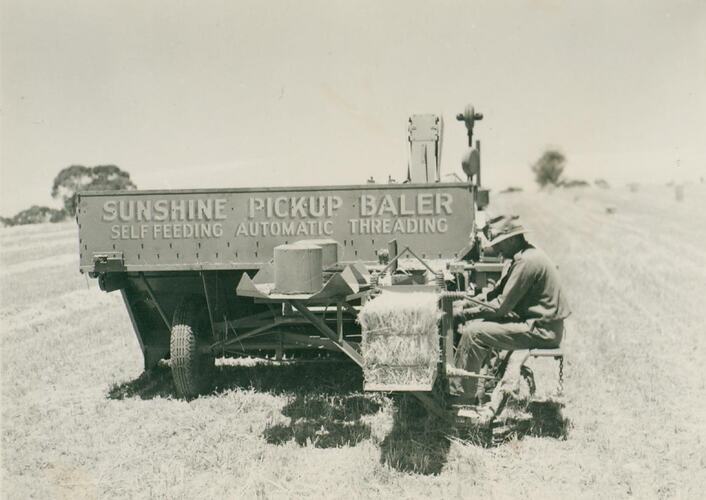 SUNSHINE PICKUP BALER
SELF FEEDING AUTOMATIC THREADING